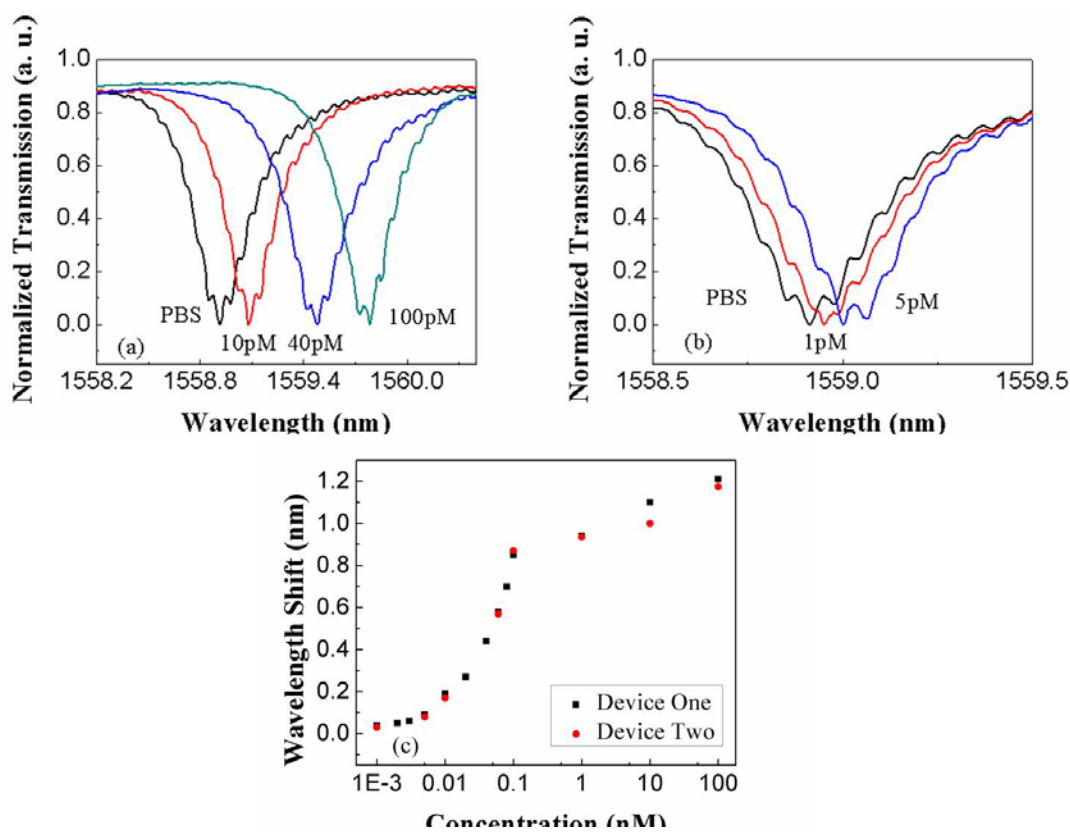 Normalized Transmission (a. u.)
1.0
0.8
0.6
0.4
0.2
0.0
PBS
10pM
40pM
100pM
(a)
1558.2
1558.8
1559.4
1560.0
Wavelength (nm)
Normalized Transmission (a. u.)
1.0
0.8
0.6
0.4
0.2
0.0
PBS
1pM
5pM
(b)
1558.5
1559.0
1559.5
Wavelength (nm)
Wavelength Shift (nm)
1.2
1.0
0.8
0.6
0.4
0.2
0.0
(c)
Device One
Device Two
1E-3
0.01
0.1
1
10
100
Concentration (nM)